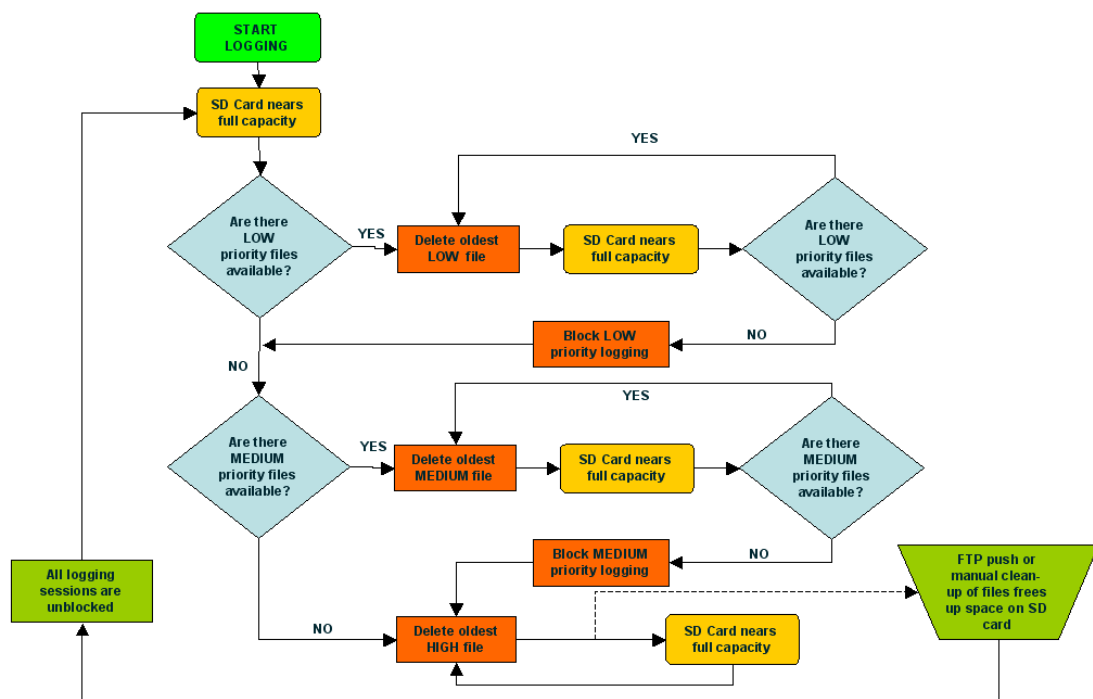 START
LOGGING
SD Card nears
full capacity
YES
Are there
LOW
priority files
available?
YES
Delete oldest
LOW file
SD Card nears
full capacity
Are there
LOW
priority files
available?
Block LOW
priority logging
NO
NO
YES
Are there
MEDIUM
priority files
available?
YES
Delete oldest
MEDIUM file
SD Card nears
full capacity
Are there
MEDIUM
priority files
available?
Block MEDIUM
priority logging
NO
All logging
sessions are
unblocked
FTP push or
manual clean-
up of files frees
up space on SD
card
NO
Delete oldest
HIGH file
SD Card nears
full capacity